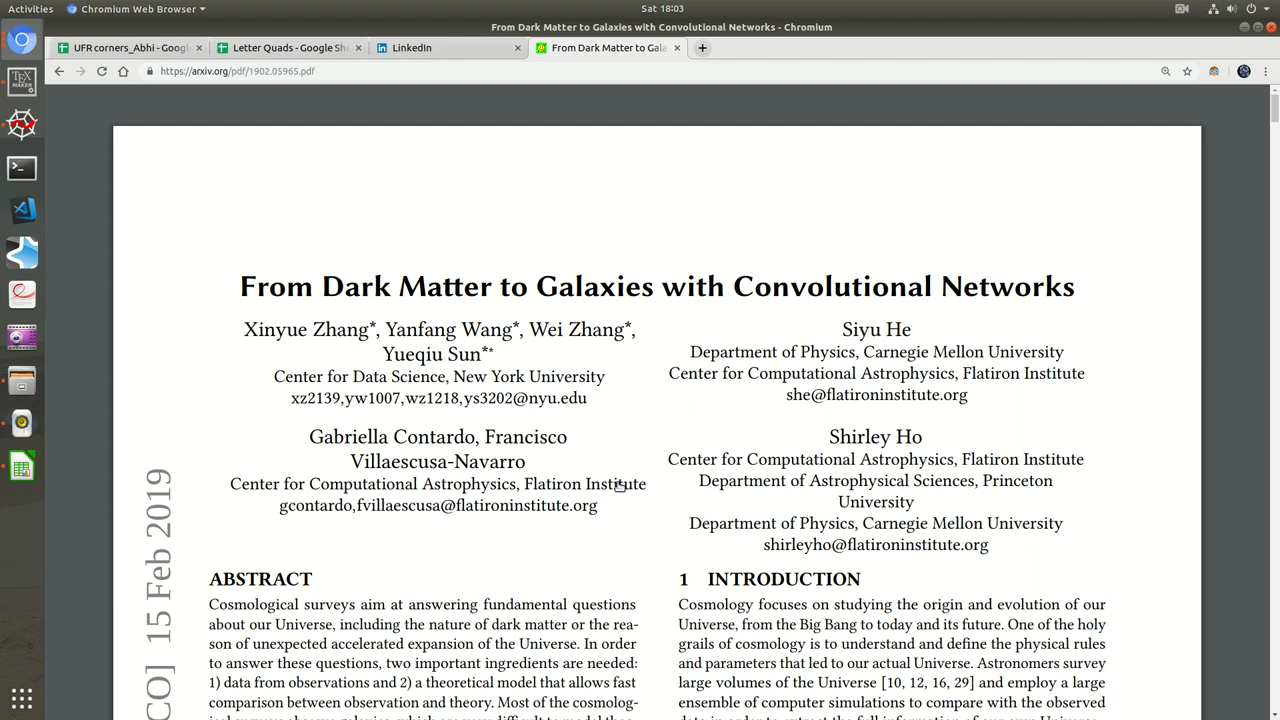 Activities
Chromium Web Browser
Sat 18:03
From Dark Matter to Galaxies with Convolutional Networks - Chromium
UFR corners_Abhi - Googl
Letter Quads - Google She
LinkedIn
From Dark Matter to Gala
https://arxiv.org/pdf/1902.05965.pdf
From Dark Matter to Galaxies with Convolutional Networks
Xinyue Zhang*, Yanfang Wang*, Wei Zhang*,
Yueqiu Sun**
Center for Data Science, New York University
xz2139,yw1007,wz1218,ys3202@nyu.edu
Siyu He
Department of Physics, Carnegie Mellon University
Center for Computational Astrophysics, Flatiron Institute
she@flatironinstitute.org
Gabriella Contardo, Francisco
Villaescusa-Navarro
Center for Computational Astrophysics, Flatiron Institute
gcontardo,fvillaescusa@flatironinstitute.org
Shirley Ho
Center for Computational Astrophysics, Flatiron Institute
Department of Astrophysical Sciences, Princeton
University
Department of Physics, Carnegie Mellon University
shirleyho@flatironinstitute.org
CO] 15 Feb 2019
ABSTRACT
Cosmological surveys aim at answering fundamental questions
about our Universe, including the nature of dark matter or the rea-
son of unexpected accelerated expansion of the Universe. In order
to answer these questions, two important ingredients are needed:
1) data from observations and 2) a theoretical model that allows fast
comparison between observation and theory. Most of the cosmolog-
1 INTRODUCTION
Cosmology focuses on studying the origin and evolution of our
Universe, from the Big Bang to today and its future. One of the holy
grails of cosmology is to understand and define the physical rules
and parameters that led to our actual Universe. Astronomers survey
large volumes of the Universe [10, 12, 16, 29] and employ a large
ensemble of computer simulations to compare with the observed